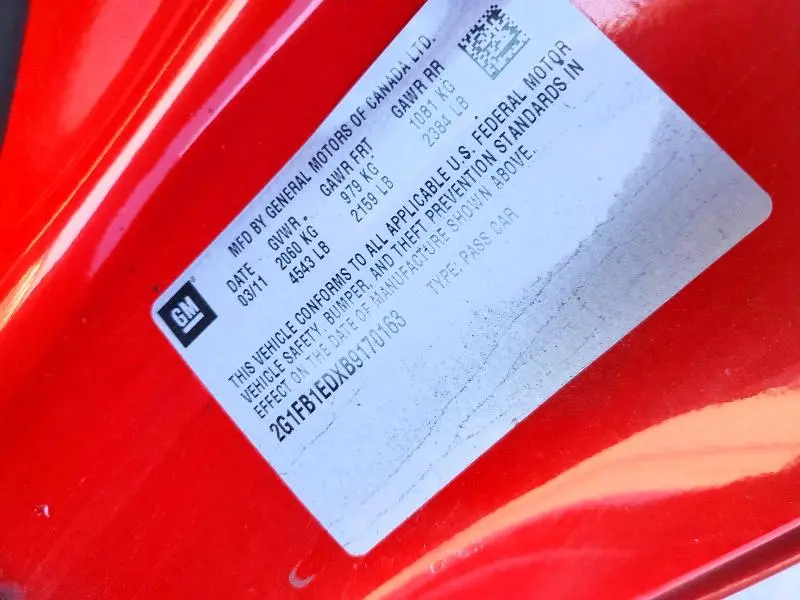 GM
MFD BY GENERAL MOTORS OF CANADA LTD.
DATE GVWR GAWR FRT GAWR RR
03/11 2060 KG 979 KG 1081 KG
4543 LB 2159 LB 2384 LB
THIS VEHICLE CONFORMS TO ALL APPLICABLE U.S. FEDERAL MOTOR
VEHICLE SAFETY, BUMPER, AND THEFT PREVENTION STANDARDS IN
EFFECT ON THE DATE OF MANUFACTURE SHOWN ABOVE.
2G1FB1EDXB9170163 TYPE: PASS CAR